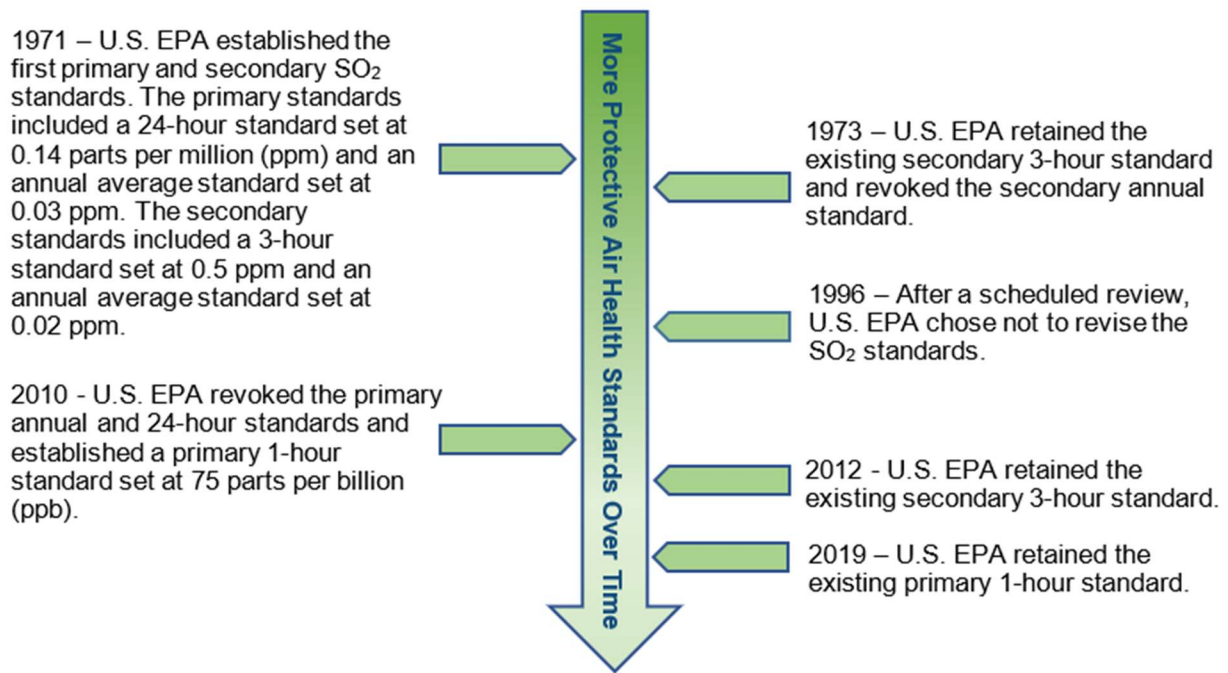 1971 – U.S. EPA established the
first primary and secondary SO₂
standards. The primary standards
included a 24-hour standard set at
0.14 parts per million (ppm) and an
annual average standard set at
0.03 ppm. The secondary
standards included a 3-hour
standard set at 0.5 ppm and an
annual average standard set at
0.02 ppm.
More Protective Air Health Standards Over Time
1973 – U.S. EPA retained the
existing secondary 3-hour standard
and revoked the secondary annual
standard.
1996 – After a scheduled review,
U.S. EPA chose not to revise the
SO₂ standards.
2010 - U.S. EPA revoked the primary
annual and 24-hour standards and
established a primary 1-hour
standard set at 75 parts per billion
(ppb).
2012 - U.S. EPA retained the
existing secondary 3-hour standard.
2019 – U.S. EPA retained the
existing primary 1-hour standard.